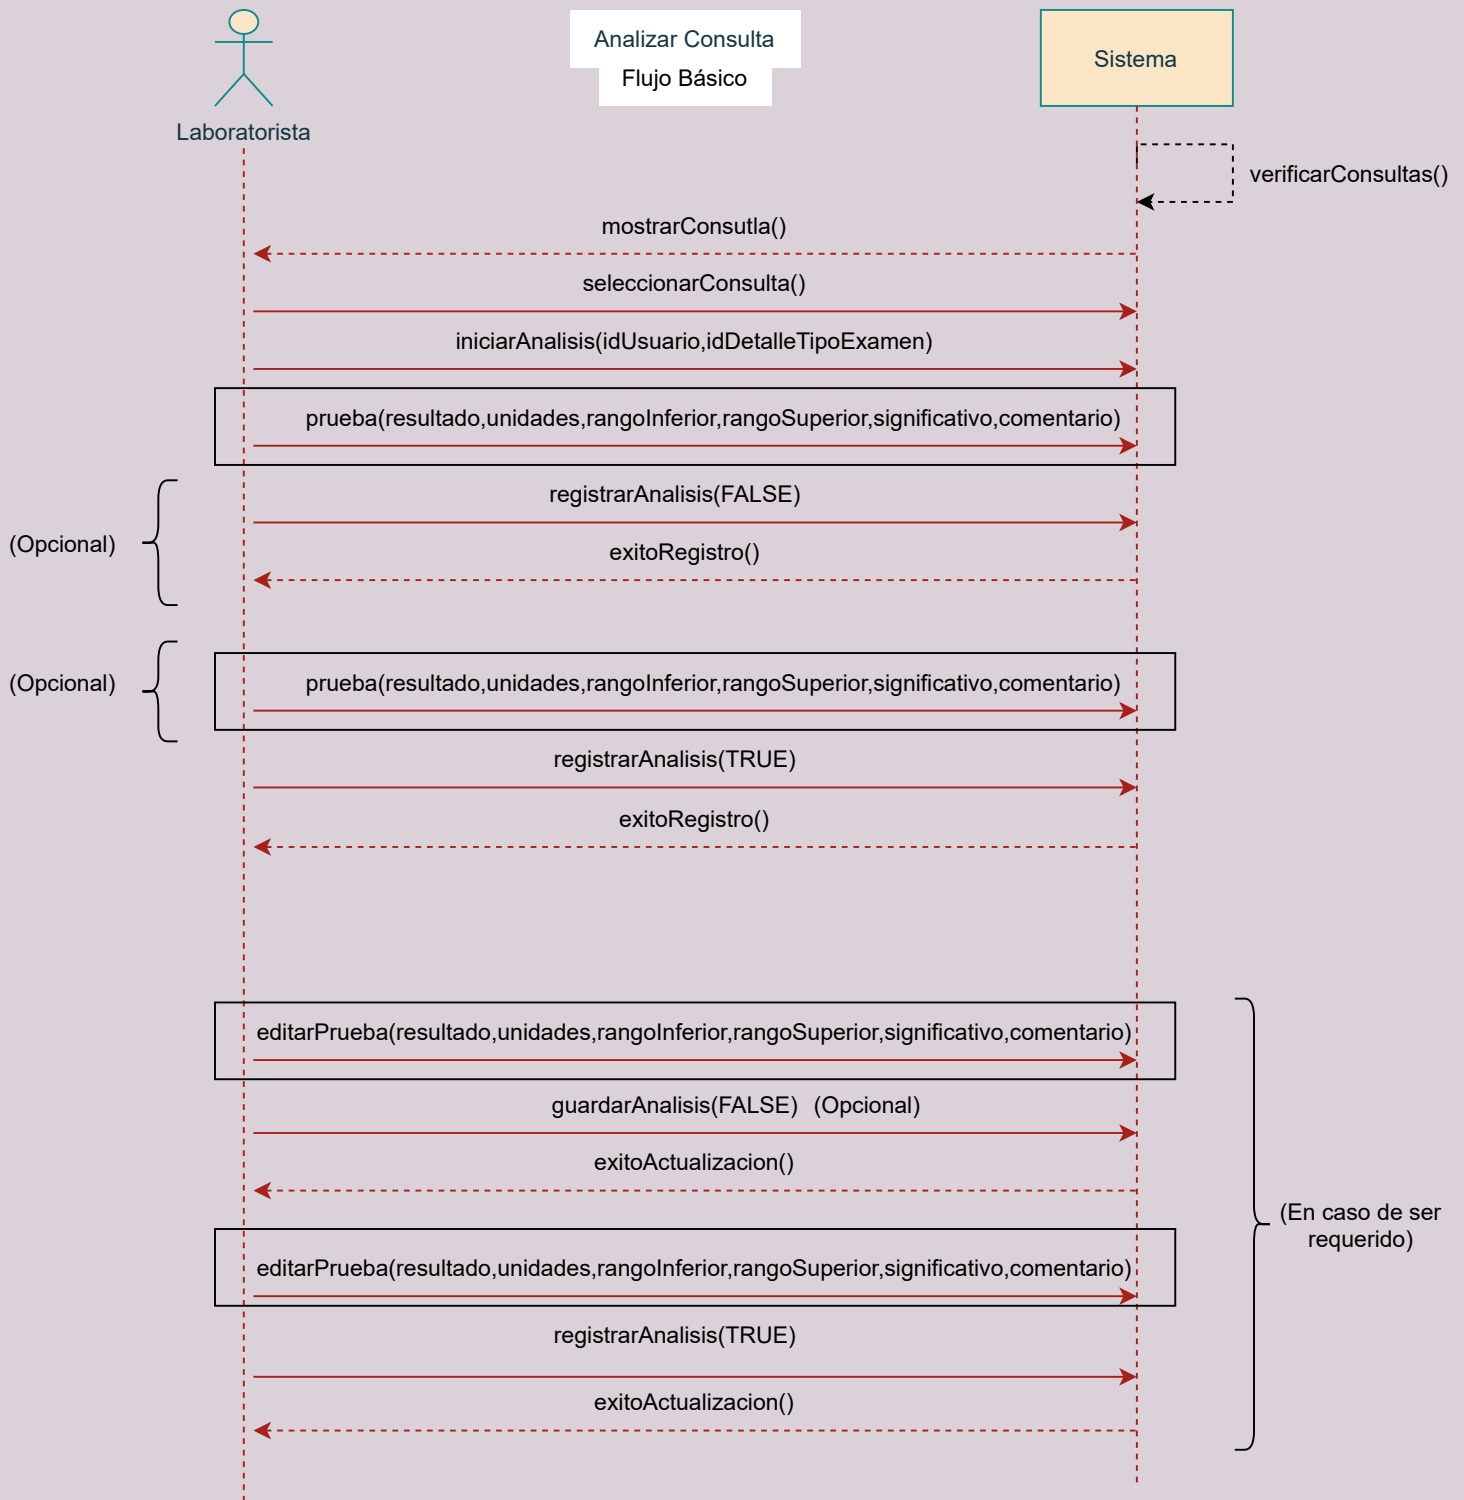 Analizar Consulta
Flujo Básico
Sistema
Laboratorista
verificarConsultas()
mostrarConsutla()
seleccionarConsulta()
iniciarAnalisis(idUsuario,idDetalleTipoExamen)
prueba(resultado,unidades,rangoInferior,rangoSuperior,significativo,comentario)
registrarAnalisis(FALSE)
(Opcional)
exitoRegistro()
(Opcional)
prueba(resultado,unidades,rangoInferior,rangoSuperior,significativo,comentario)
registrarAnalisis(TRUE)
exitoRegistro()
editarPrueba(resultado,unidades,rangoInferior,rangoSuperior,significativo,comentario)
guardarAnalisis(FALSE) (Opcional)
exitoActualizacion()
(En caso de ser
requerido)
editarPrueba(resultado,unidades,rangoInferior,rangoSuperior,significativo,comentario)
registrarAnalisis(TRUE)
exitoActualizacion()